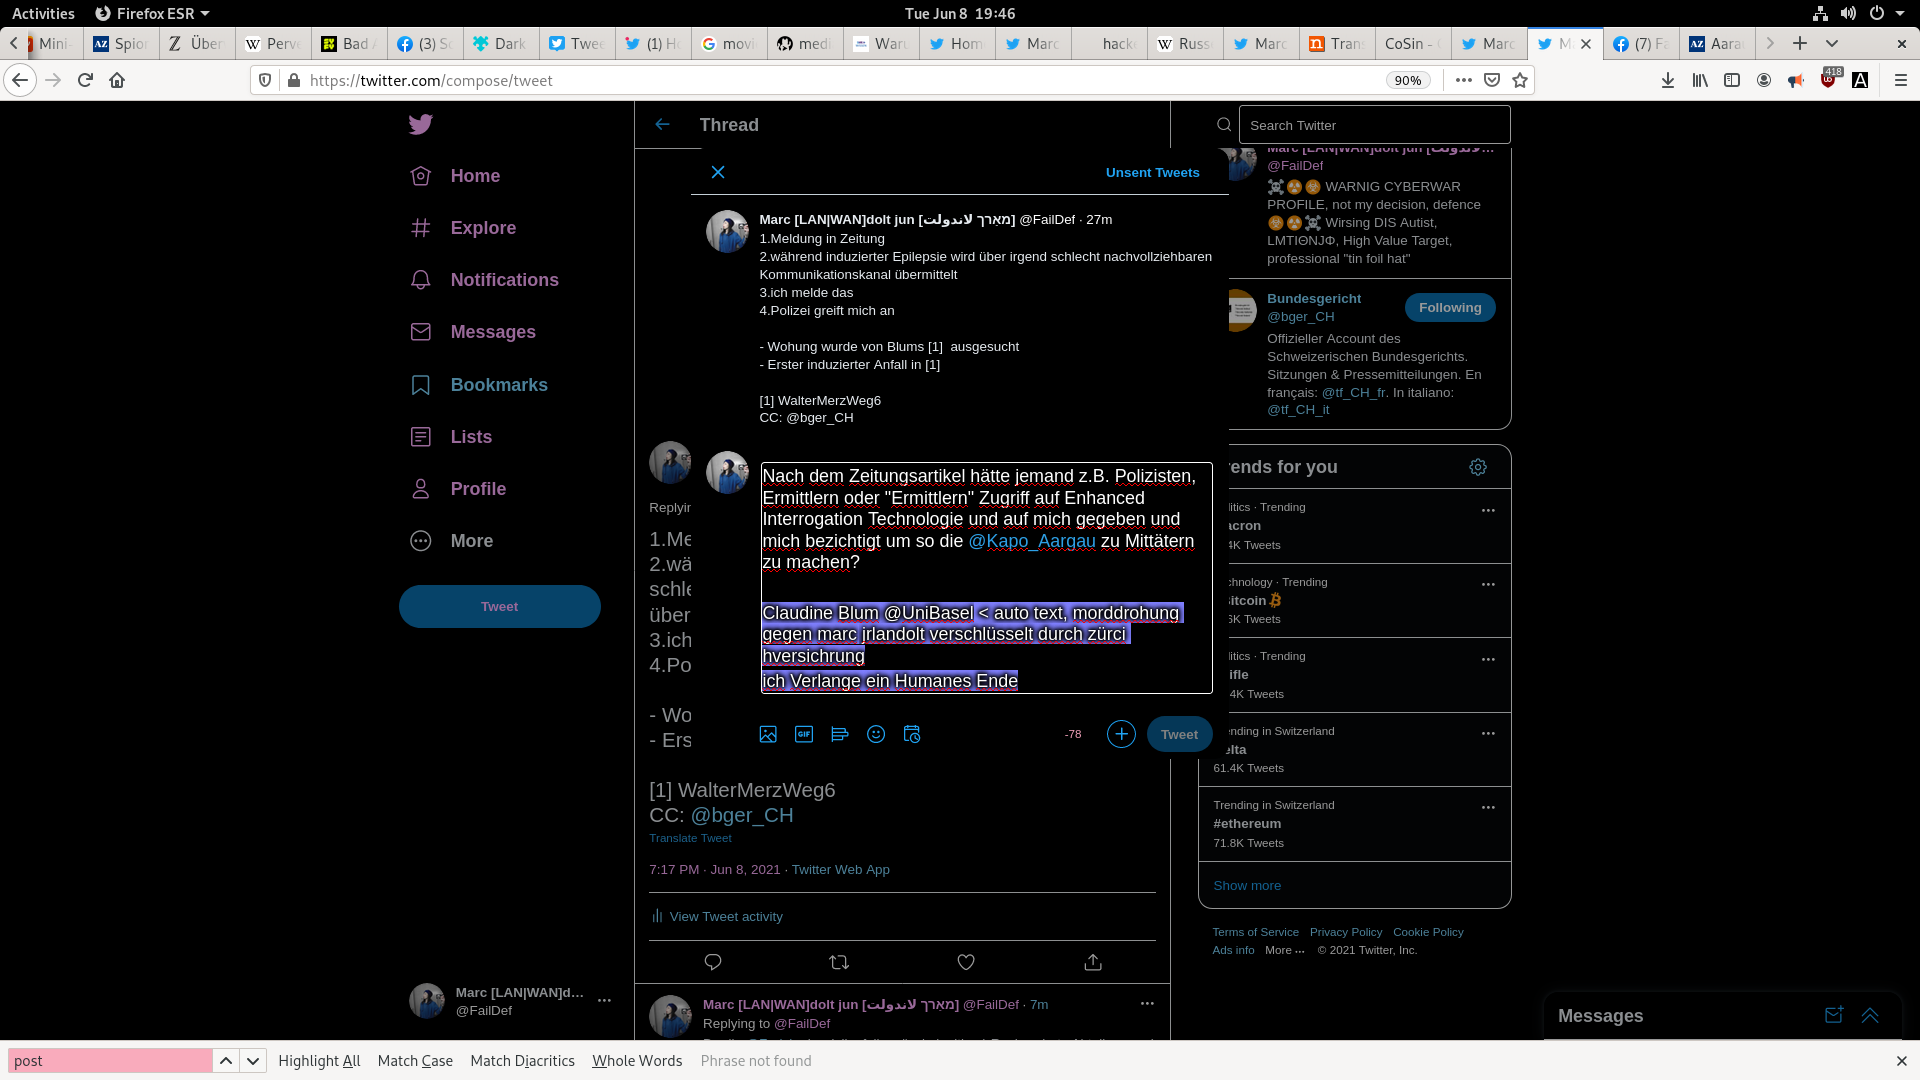 Activities
Firefox ESR
Tue Jun 8 19:46
Mini-
Spior
Über
Perve
Bad
(3) S
Dark
Twee
(1) H
movi
medi
Waru
Hom
Marc
hack
Russ
Marc
Tran
CoSin -
Marc
(7) Fa
Aara
https://twitter.com/compose/tweet
90%
418
Home
Explore
Notifications
Messages
Bookmarks
Lists
Profile
More
Tweet
Marc [LAN|WAN]d...
@FailDef
Thread
Unsent Tweets
Marc [LAN|WAN]dolt jun [מאַרך لاندولت] @FailDef · 27m
1.Meldung in Zeitung
2.während induzierter Epilepsie wird über irgend schlecht nachvollziehbaren
Kommunikationskanal übermittelt
3.ich melde das
4.Polizei greift mich an
- Wohung wurde von Blums [1]  ausgesucht
- Erster induzierter Anfall in [1]
[1] WalterMerzWeg6
CC: @bger_CH
Nach dem Zeitungsartikel hätte jemand z.B. Polizisten,
Ermittlern oder "Ermittlern" Zugriff auf Enhanced
Interrogation Technologie und auf mich gegeben und
mich bezichtigt um so die @Kapo_Aargau zu Mittätern
zu machen?
Claudine Blum @UniBasel < auto text, morddrohung
gegen marc jrlandolt verschlüsselt durch zürci
hversichrung
ich Verlange ein Humanes Ende
GIF
-78
Tweet
Replyin
1.Me
2.wä
schle
über
3.ich
4.Po
- Wo
- Ers
[1] WalterMerzWeg6
CC: @bger_CH
Translate Tweet
7:17 PM · Jun 8, 2021 · Twitter Web App
View Tweet activity
Marc [LAN|WAN]dolt jun [מאַרך لاندولت] @FailDef · 7m
Replying to @FailDef
Search Twitter
Marc [LAN|WAN]dolt jun [لاندولت...
@FailDef
☠☢☣ WARNIG CYBERWAR
PROFILE, not my decision, defence
☣☢☠ Wirsing DIS Autist,
LMTIΘNJΦ, High Value Target,
professional "tin foil hat"
Bundesgericht
@bger_CH
Following
Offizieller Account des
Schweizerischen Bundesgerichts.
Sitzungen & Pressemitteilungen. En
français: @tf_CH_fr. In italiano:
@tf_CH_it
rends for you
litics · Trending
acron
4K Tweets
chnology · Trending
itcoin
6K Tweets
litics · Trending
ifle
4K Tweets
ending in Switzerland
elta
61.4K Tweets
Trending in Switzerland
#ethereum
71.8K Tweets
Show more
Terms of Service Privacy Policy Cookie Policy
Ads info More ··· © 2021 Twitter, Inc.
Messages
post
Highlight All
Match Case
Match Diacritics
Whole Words
Phrase not found